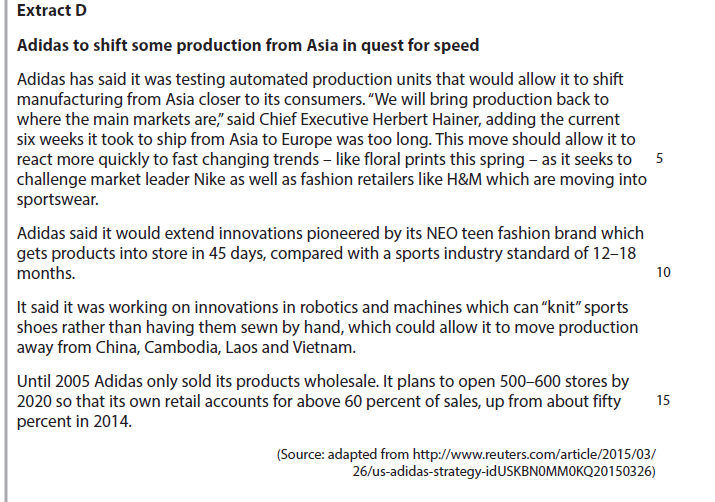 Extract D
Adidas to shift some production from Asia in quest for speed
Adidas has said it was testing automated production units that would allow it to shift
manufacturing from Asia closer to its consumers. “We will bring production back to
where the main markets are,” said Chief Executive Herbert Hainer, adding the current
six weeks it took to ship from Asia to Europe was too long. This move should allow it to
react more quickly to fast changing trends – like floral prints this spring – as it seeks to 5
challenge market leader Nike as well as fashion retailers like H&M which are moving into
sportswear.
Adidas said it would extend innovations pioneered by its NEO teen fashion brand which
gets products into store in 45 days, compared with a sports industry standard of 12–18
months. 10
It said it was working on innovations in robotics and machines which can “knit” sports
shoes rather than having them sewn by hand, which could allow it to move production
away from China, Cambodia, Laos and Vietnam.
Until 2005 Adidas only sold its products wholesale. It plans to open 500–600 stores by
2020 so that its own retail accounts for above 60 percent of sales, up from about fifty 15
percent in 2014.
(Source: adapted from http://www.reuters.com/article/2015/03/
26/us-adidas-strategy-idUSKBN0MM0KQ20150326)